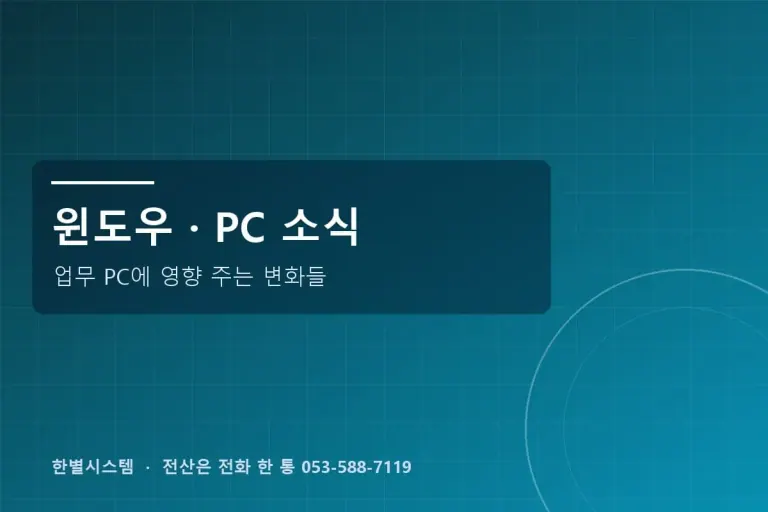 윈도우 · PC 소식
업무 PC에 영향 주는 변화들
한별시스템 · 전산은 전화 한 통 053-588-7119